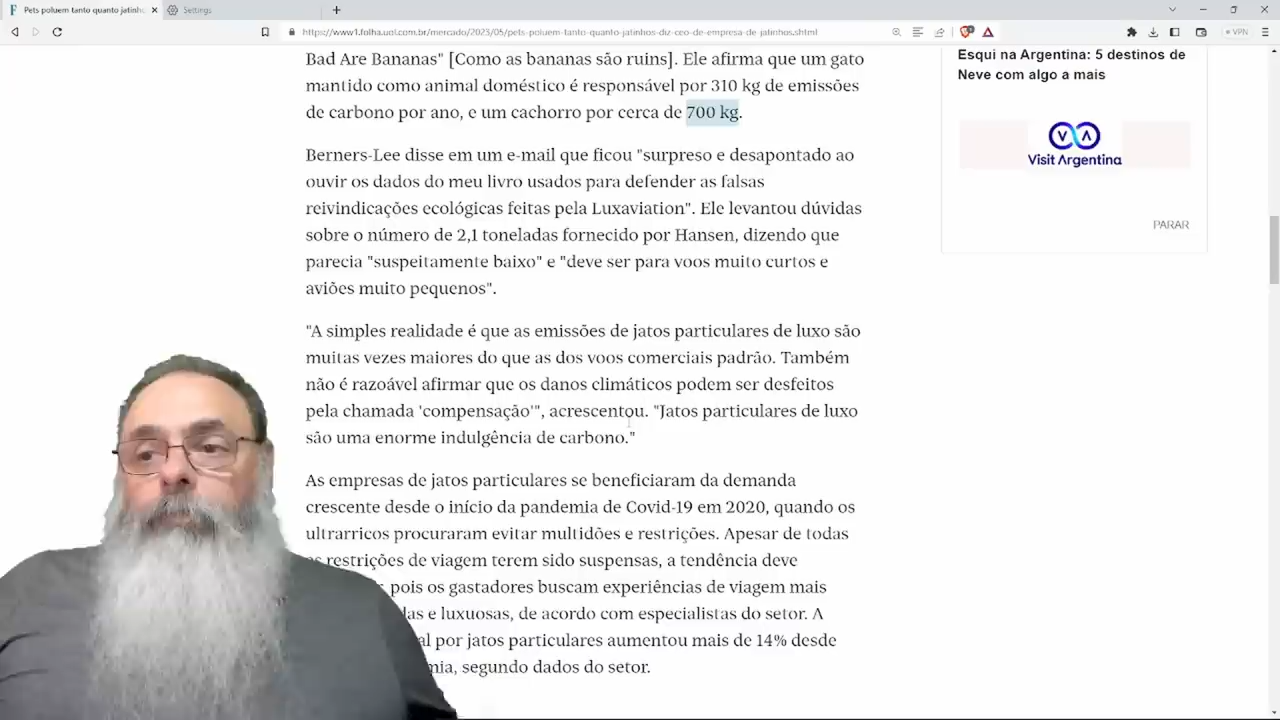 Pets poluem tanto quanto jatinh
Settings
https://www1.folha.uol.com.br/mercado/2023/05/pets-poluem-tanto-quanto-jatinhos-diz-ceo-de-empresa-de-jatinhos.shtml
VPN
Bad Are Bananas" [Como as bananas são ruins]. Ele afirma que um gato
mantido como animal doméstico é responsável por 310 kg de emissões
de carbono por ano, e um cachorro por cerca de 700 kg.
Berners-Lee disse em um e-mail que ficou "surpreso e desapontado ao
ouvir os dados do meu livro usados para defender as falsas
reivindicações ecológicas feitas pela Luxaviation". Ele levantou dúvidas
sobre o número de 2,1 toneladas fornecido por Hansen, dizendo que
parecia "suspeitamente baixo" e "deve ser para voos muito curtos e
aviões muito pequenos".
"A simples realidade é que as emissões de jatos particulares de luxo são
muitas vezes maiores do que as dos voos comerciais padrão. Também
não é razoável afirmar que os danos climáticos podem ser desfeitos
pela chamada 'compensação'", acrescentou. "Jatos particulares de luxo
são uma enorme indulgência de carbono."
As empresas de jatos particulares se beneficiaram da demanda
crescente desde o início da pandemia de Covid-19 em 2020, quando os
ultrarricos procuraram evitar multidões e restrições. Apesar de todas
restrições de viagem terem sido suspensas, a tendência deve
pois os gastadores buscam experiências de viagem mais
e luxuosas, de acordo com especialistas do setor. A
por jatos particulares aumentou mais de 14% desde
segundo dados do setor.
Esqui na Argentina: 5 destinos de
Neve com algo a mais
Visit Argentina
PARAR